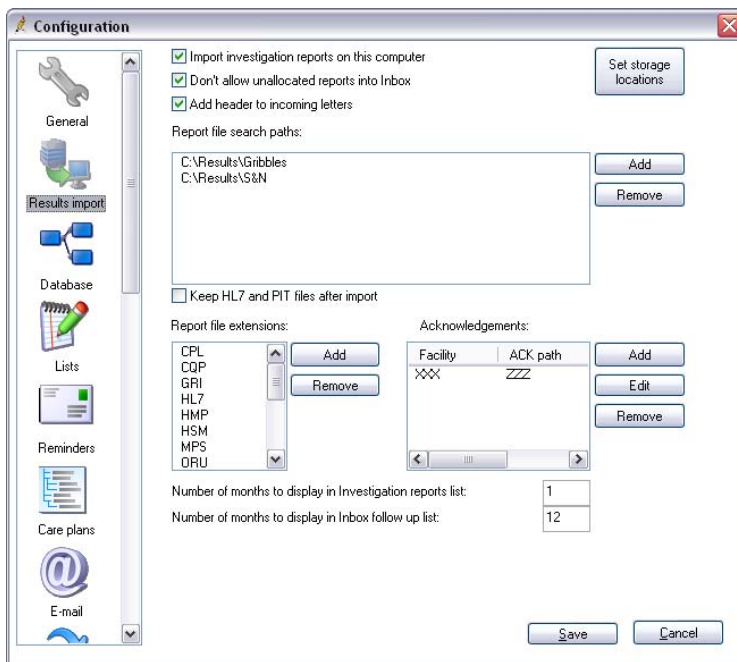 Configuration
General
Results import
Database
Lists
Reminders
Care plans
E-mail
Import investigation reports on this computer
Don't allow unallocated reports into Inbox
Add header to incoming letters
Set storage
locations
Report file search paths:
C:\Results\Gribbles
C:\Results\S&N
Add
Remove
Keep HL7 and PIT files after import
Report file extensions:
CPL
CQP
GRI
HL7
HMP
HSM
MPS
ORU
Add
Remove
Acknowledgements:
Facility ACK path
XXX ZZZ
Add
Edit
Remove
Number of months to display in Investigation reports list: 1
Number of months to display in Inbox follow up list: 12
Save Cancel